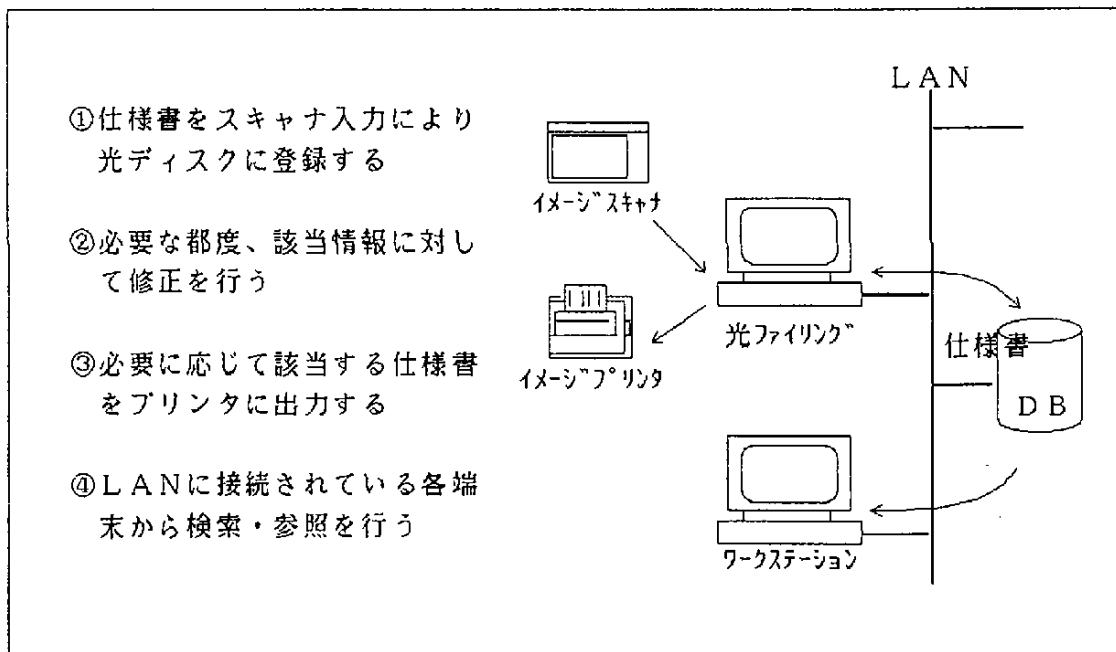 ①仕様書をスキャナ入力により
光ディスクに登録する
②必要な都度、該当情報に対し
て修正を行う
③必要に応じて該当する仕様書
をプリンタに出力する
④LANに接続されている各端
末から検索・参照を行う
LAN
イメージスキャナ
光ファイリング
イメージプリンタ
仕様書
DB
ワークステーション